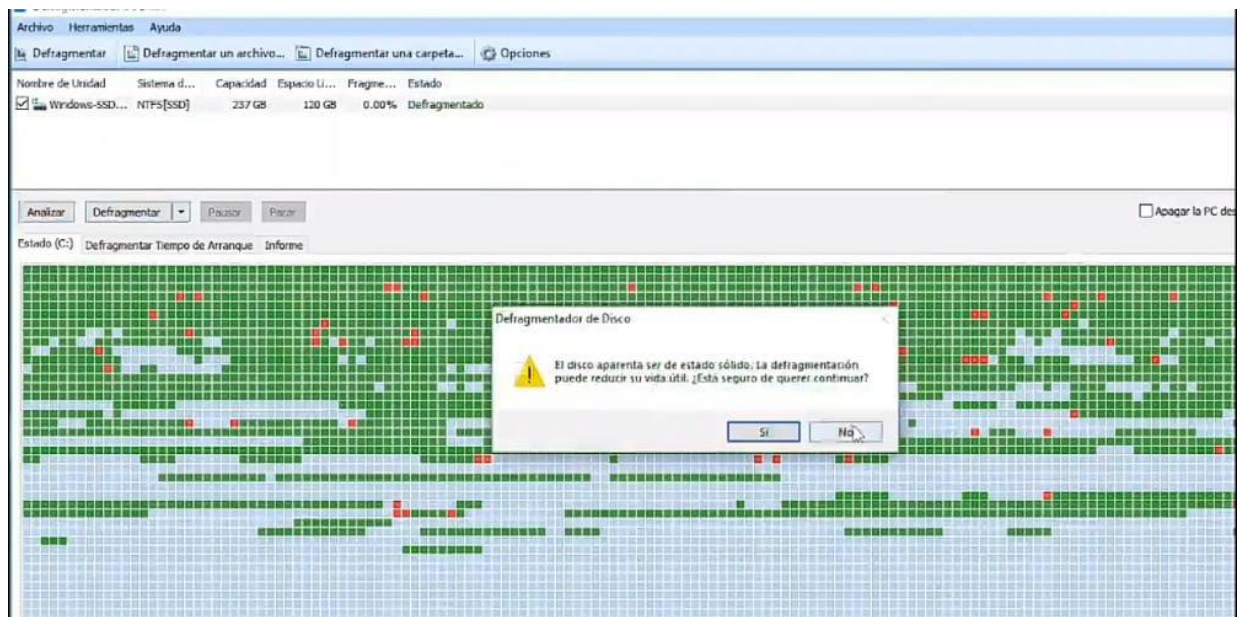 Archivo Herramientas Ayuda
Defragmentar Defragmentar un archivo... Defragmentar una carpeta... Opciones
Nombre de Unidad Sistema d... Capacidad Espacio Li... Fragme... Estado
Windows-SSD... NTFS[SSD] 237 GB 120 GB 0.00% Defragmentado
Analizar Defragmentar Pausar Parar Apagar la PC des
Estado (C:) Defragmentar Tiempo de Arranque Informe
Defragmentador de Disco
El disco aparenta ser de estado sólido. La defragmentación
puede reducir su vida útil. ¿Está seguro de querer continuar?
Sí No